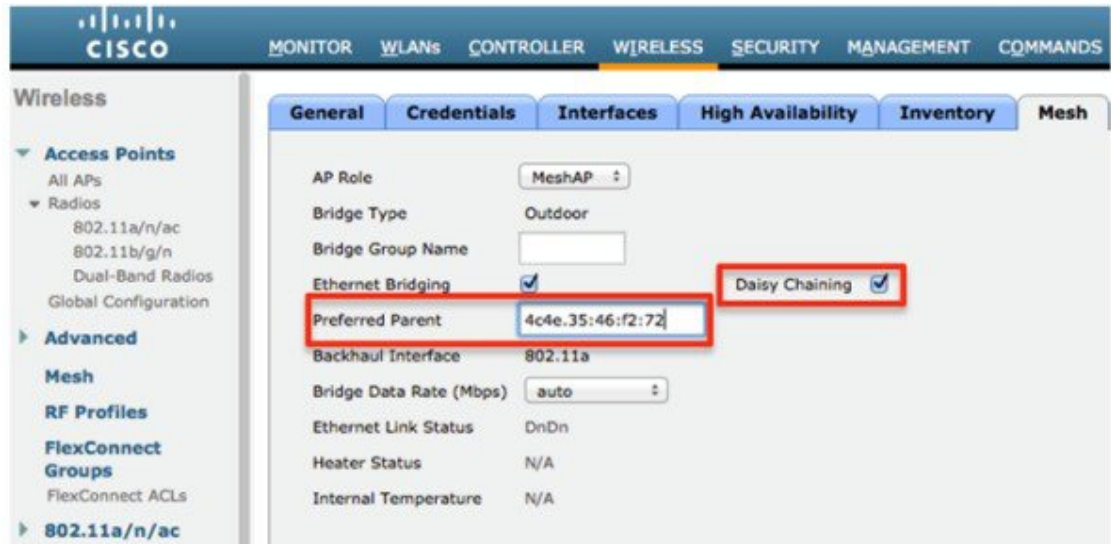 CISCO
MONITOR WLANs CONTROLLER WIRELESS SECURITY MANAGEMENT COMMANDS
Wireless
Access Points
All APs
Radios
802.11a/n/ac
802.11b/g/n
Dual-Band Radios
Global Configuration
Advanced
Mesh
RF Profiles
FlexConnect
Groups
FlexConnect ACLs
802.11a/n/ac
General Credentials Interfaces High Availability Inventory Mesh
AP Role MeshAP
Bridge Type Outdoor
Bridge Group Name
Ethernet Bridging Daisy Chaining
Preferred Parent 4c4e.35:46:f2:72
Backhaul Interface 802.11a
Bridge Data Rate (Mbps) auto
Ethernet Link Status DnDn
Heater Status N/A
Internal Temperature N/A